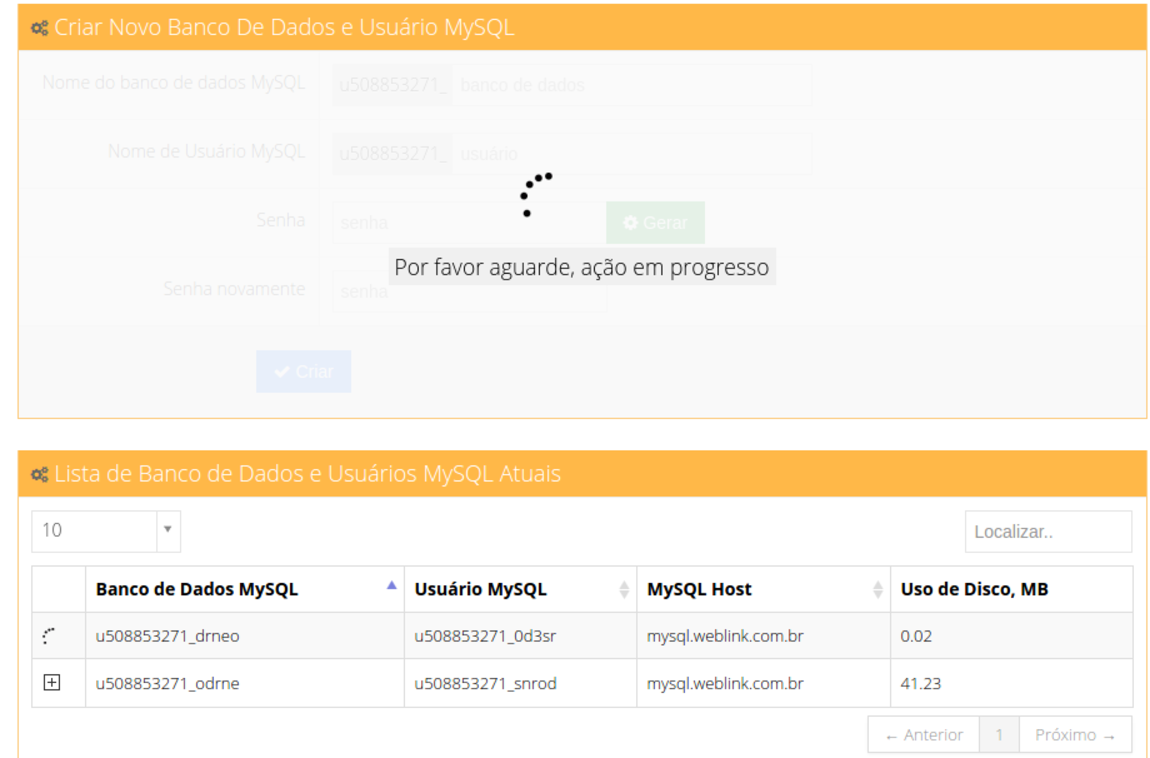 Criar Novo Banco De Dados e Usuário MySQL
Nome do banco de dados MySQL u508853271_ banco de dados
Nome de Usuário MySQL u508853271_ usuário
Senha senha Gerar
Por favor aguarde, ação em progresso
Senha novamente senha
Criar
Lista de Banco de Dados e Usuários MySQL Atuais
10 Localizar..
Banco de Dados MySQL Usuário MySQL MySQL Host Uso de Disco, MB
u508853271_drneo u508853271_0d3sr mysql.weblink.com.br 0.02
u508853271_odrne u508853271_snrod mysql.weblink.com.br 41.23
← Anterior 1 Próximo →